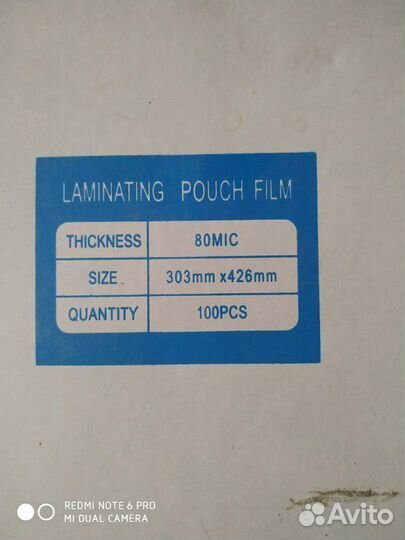 LAMINATING POUCH FILM
THICKNESS 80MIC
SIZE 303mm x426mm
QUANTITY 100PCS
REDMI NOTE 6 PRO
MI DUAL CAMERA
Avito